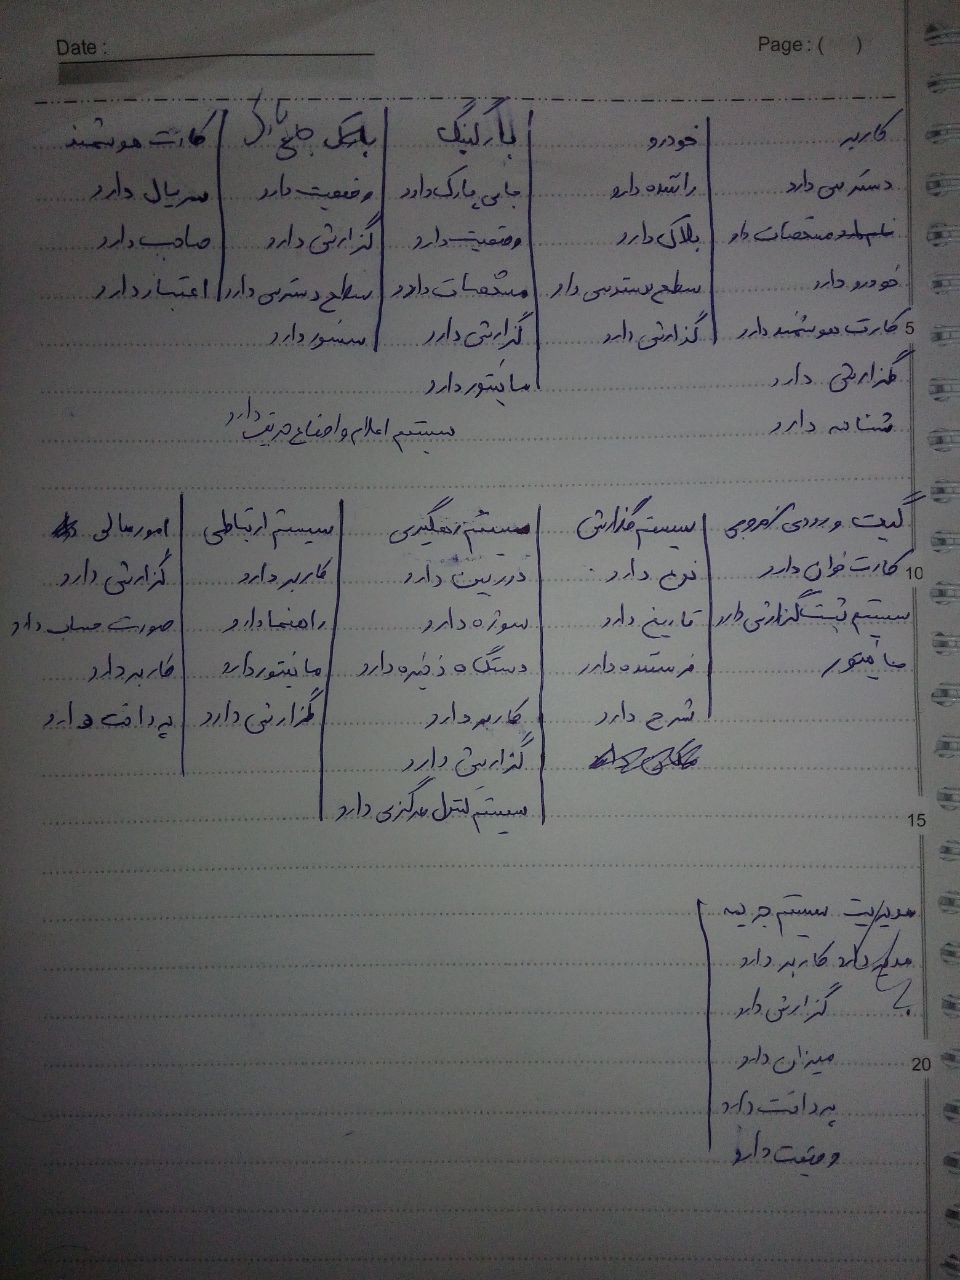 Date :
Page : ( )
کاربر
دسترسی دارد
مشخصات دارد
خودرو دارد
کارت هوشمند دارد
گزارش دارد
شناسه دارد
خودرو
راننده دارد
پلاک دارد
سطح دسترسی دارد
گزارش دارد
پارکینگ
جای پارک دارد
وضعیت دارد
مشخصات دارد
گزارش دارد
مانیتور دارد
سیستم اعلام و اطفاع حریق دارد
جای پارک
وضعیت دارد
گزارش دارد
سطح دسترسی دارد
سنسور دارد
کارت هوشمند
سریال دارد
صاحب دارد
اعتبار دارد
5
گیت ورودی خروجی
کارت خوان دارد
سیستم ثبت گزارش دارد
مانیتور
سیستم گزارش
نوع دارد
تاریخ دارد
فرستنده دارد
شرح دارد
سیستم رهگیری
دوربین دارد
سوژه دارد
دستگاه ذخیره دارد
کاربر دارد
گزارش دارد
سیستم کنترل مرکزی دارد
سیستم ارتباطی
کاربر دارد
راهنما دارد
مانیتور دارد
گزارش دارد
امور مالی
گزارش دارد
صورت حساب دارد
کاربر دارد
پرداخت دارد
10
15
مدیریت سیستم جریمه
کاربر دارد
گزارش دارد
میزان دارد
پرداخت دارد
وضعیت دارد
20